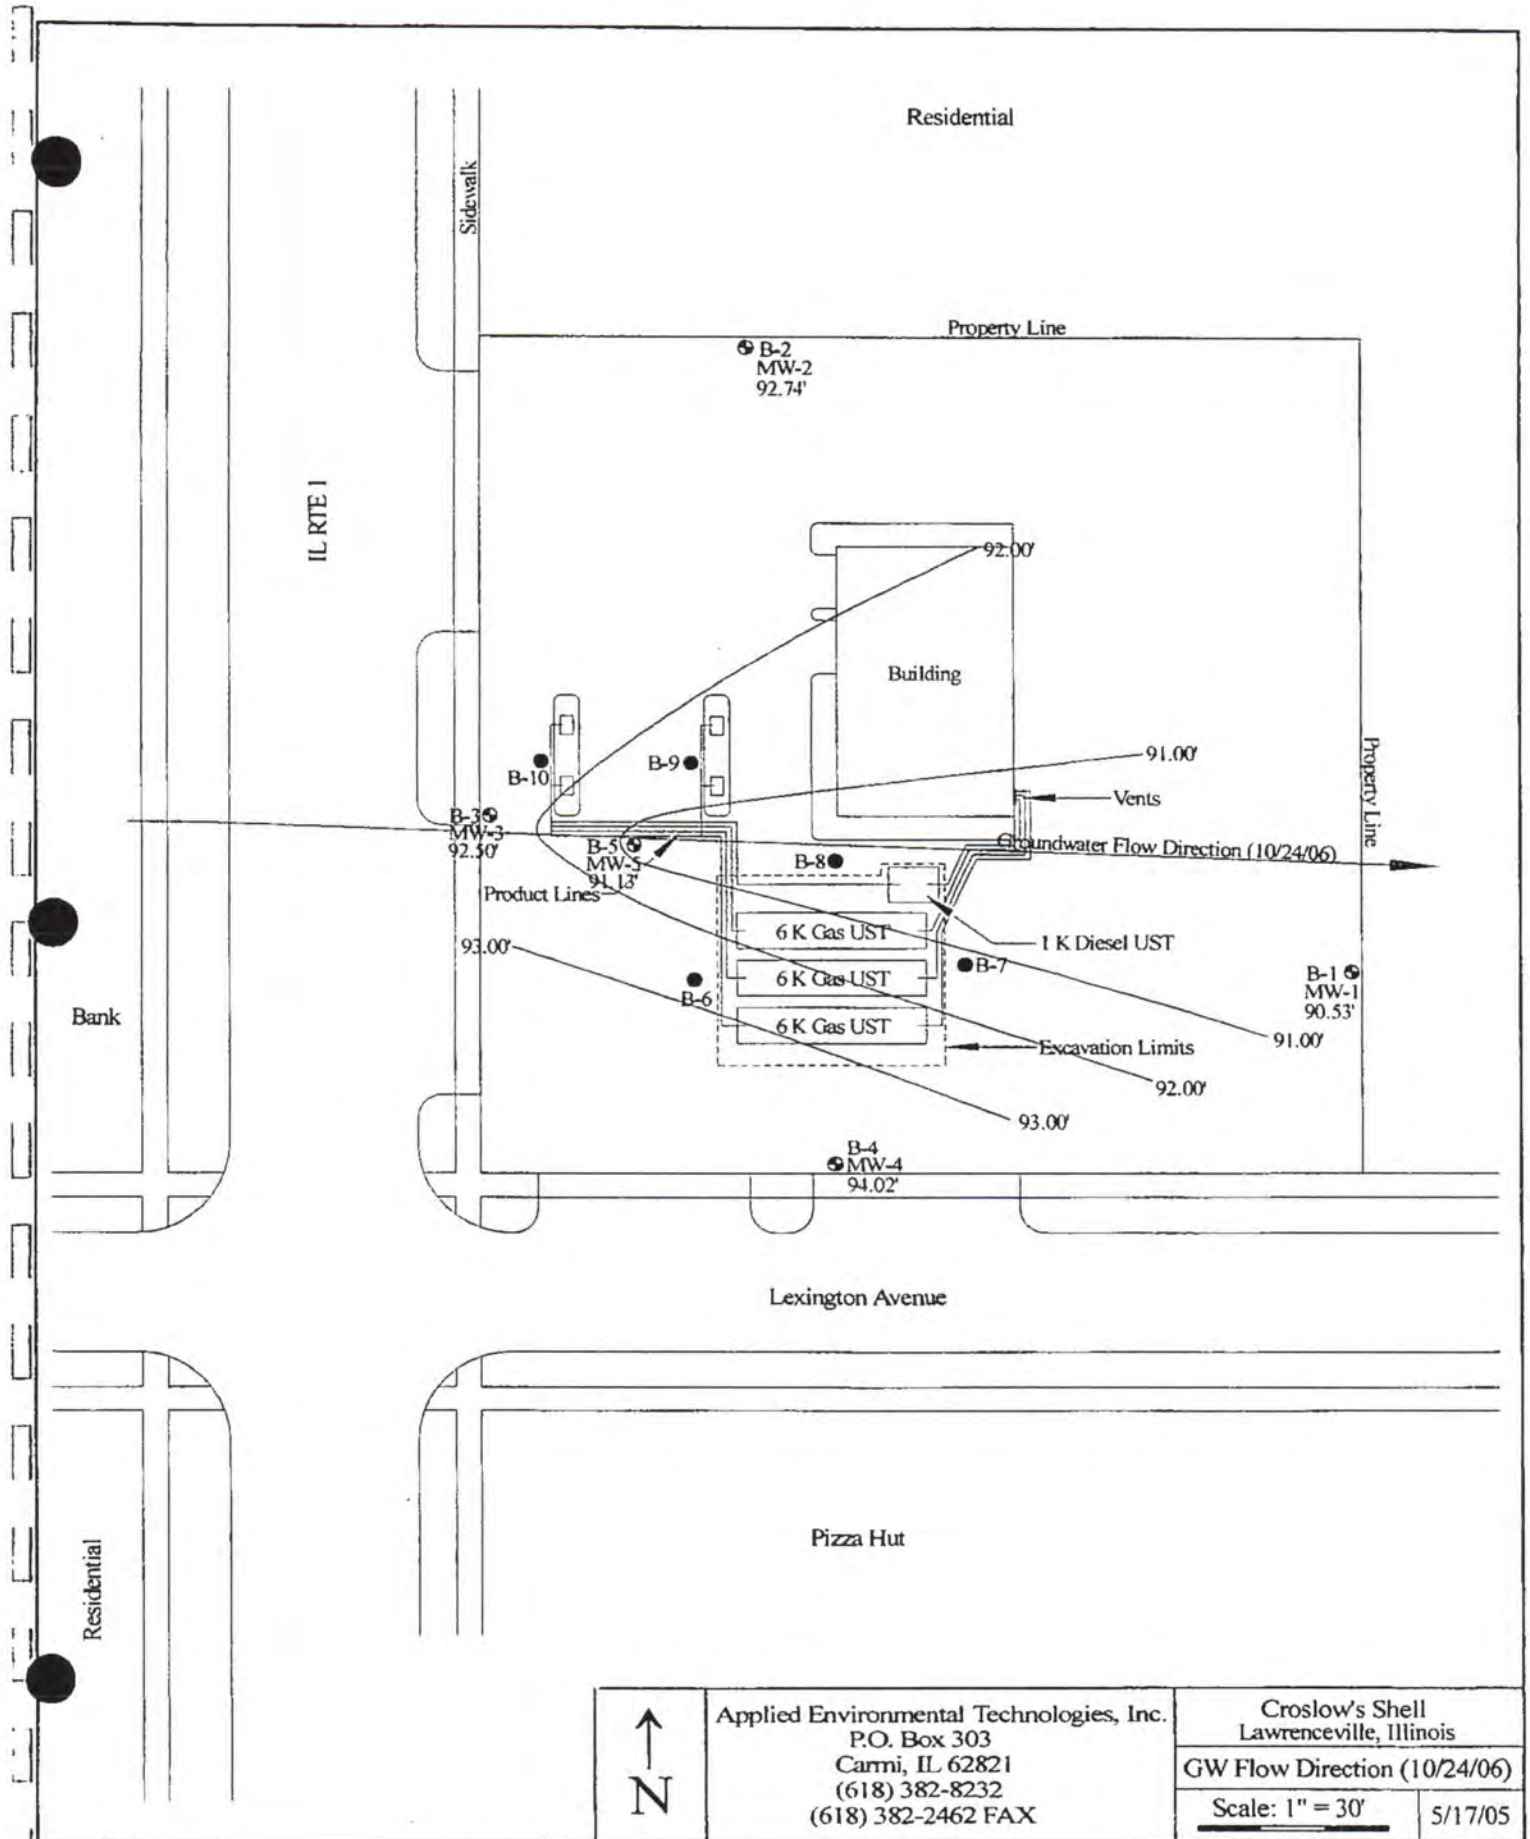 Residential
Sidewalk
Property Line
B-2
MW-2
92.74'
IL RTE 1
92.00'
Building
B-10
B-9
91.00'
Property Line
Vents
B-3
MW-3
92.50'
B-5
MW-5
91.13'
Groundwater Flow Direction (10/24/06)
B-8
Product Lines
6 K Gas UST
1 K Diesel UST
93.00'
6 K Gas UST
B-7
B-1
MW-1
90.53'
B-6
Bank
6 K Gas UST
Excavation Limits
91.00'
92.00'
93.00'
B-4
MW-4
94.02'
Lexington Avenue
Pizza Hut
Residential
N
Applied Environmental Technologies, Inc.
P.O. Box 303
Carmi, IL 62821
(618) 382-8232
(618) 382-2462 FAX
Croslow's Shell
Lawrenceville, Illinois
GW Flow Direction (10/24/06)
Scale: 1" = 30'
5/17/05